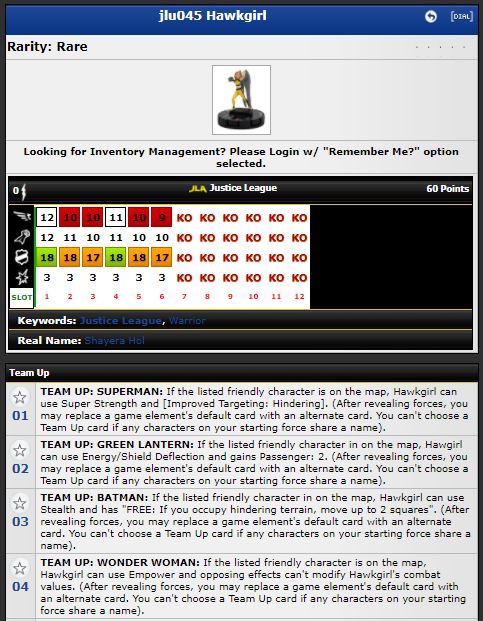 jlu045 Hawkgirl
[DIAL]
Rarity: Rare
Looking for Inventory Management? Please Login w/ "Remember Me?" option
selected.
0 JLA Justice League 60 Points
12 10 10 11 10 9 KO KO KO KO KO KO
12 11 10 11 10 10 KO KO KO KO KO KO
18 18 17 18 18 17 KO KO KO KO KO KO
3 3 3 3 3 3 KO KO KO KO KO KO
SLOT 1 2 3 4 5 6 7 8 9 10 11 12
Keywords: Justice League, Warrior
Real Name: Shayera Hol
Team Up
01 TEAM UP: SUPERMAN: If the listed friendly character is on the map, Hawkgirl can
use Super Strength and [Improved Targeting: Hindering]. (After revealing forces, you
may replace a game element's default card with an alternate card. You can't choose a
Team Up card if any characters on your starting force share a name).
02 TEAM UP: GREEN LANTERN: If the listed friendly character in on the map, Hawgirl
can use Energy/Shield Deflection and gains Passenger: 2. (After revealing forces, you
may replace a game element's default card with an alternate card. You can't choose a
Team Up card if any characters on your starting force share a name).
03 TEAM UP: BATMAN: If the listed friendly character in on the map, Hawkgirl can use
Stealth and has "FREE: If you occupy hindering terrain, move up to 2 squares". (After
revealing forces, you may replace a game element's default card with an alternate
card. You can't choose a Team Up card if any characters on your starting force share a
name).
04 TEAM UP: WONDER WOMAN: If the listed friendly character is on the map,
Hawkgirl can use Empower and opposing effects can't modify Hawkgirl's combat
values. (After revealing forces, you may replace a game element's default card with
an alternate card. You can't choose a Team Up card if any characters on your starting
force share a name).